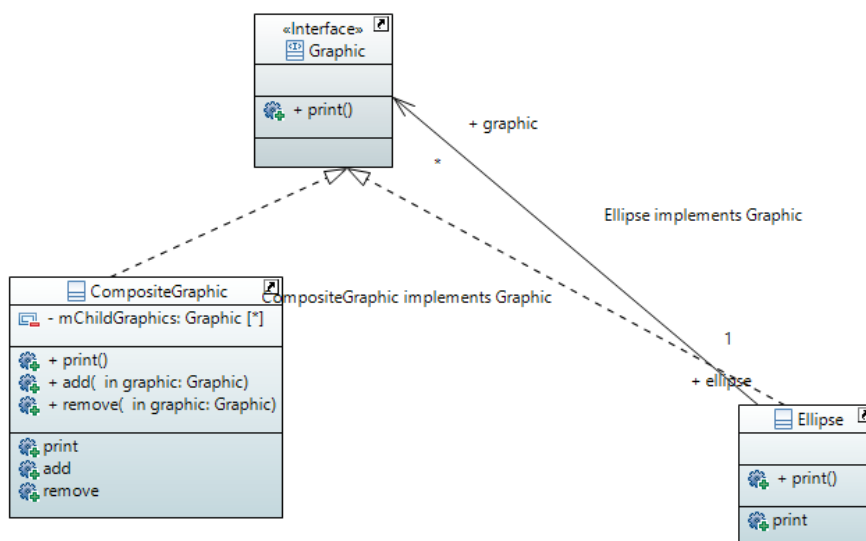 «Interface»
Graphic
+ print()
+ graphic
*
Ellipse implements Graphic
CompositeGraphic
CompositeGraphic implements Graphic
- mChildGraphics: Graphic [*]
+ print()
+ add( in graphic: Graphic)
+ remove( in graphic: Graphic)
print
add
remove
1
+ ellipse
Ellipse
+ print()
print